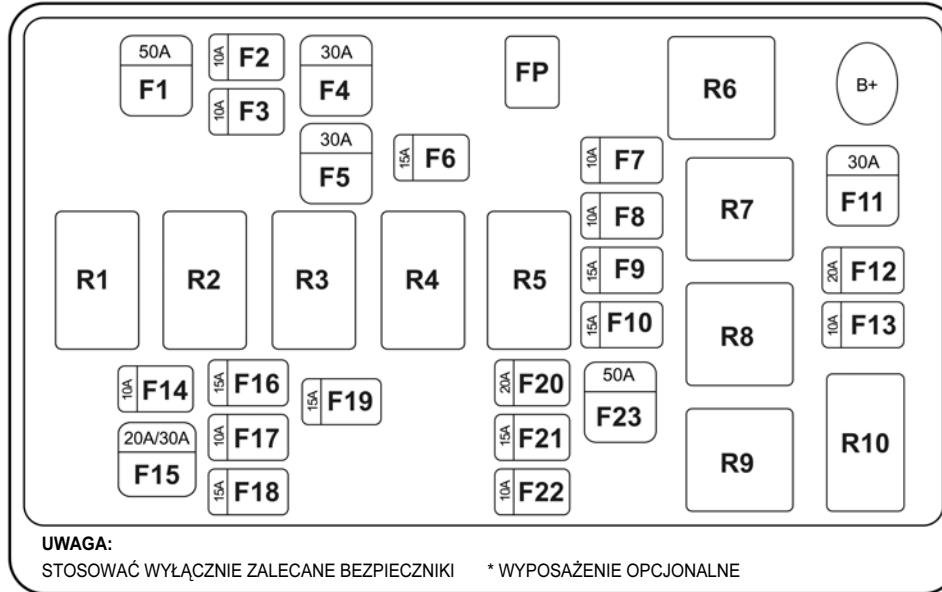 50A
F1
10A
F2
10A
F3
30A
F4
30A
F5
15A
F6
FP
R6
B+
10A
F7
10A
F8
15A
F9
15A
F10
R7
30A
F11
20A
F12
10A
F13
R1
R2
R3
R4
R5
R8
10A
F14
20A/30A
F15
15A
F16
10A
F17
15A
F18
15A
F19
20A
F20
15A
F21
10A
F22
50A
F23
R9
R10
UWAGA:
STOSOWAĆ WYŁĄCZNIE ZALECANE BEZPIECZNIKI * WYPOSAŻENIE OPCJONALNE